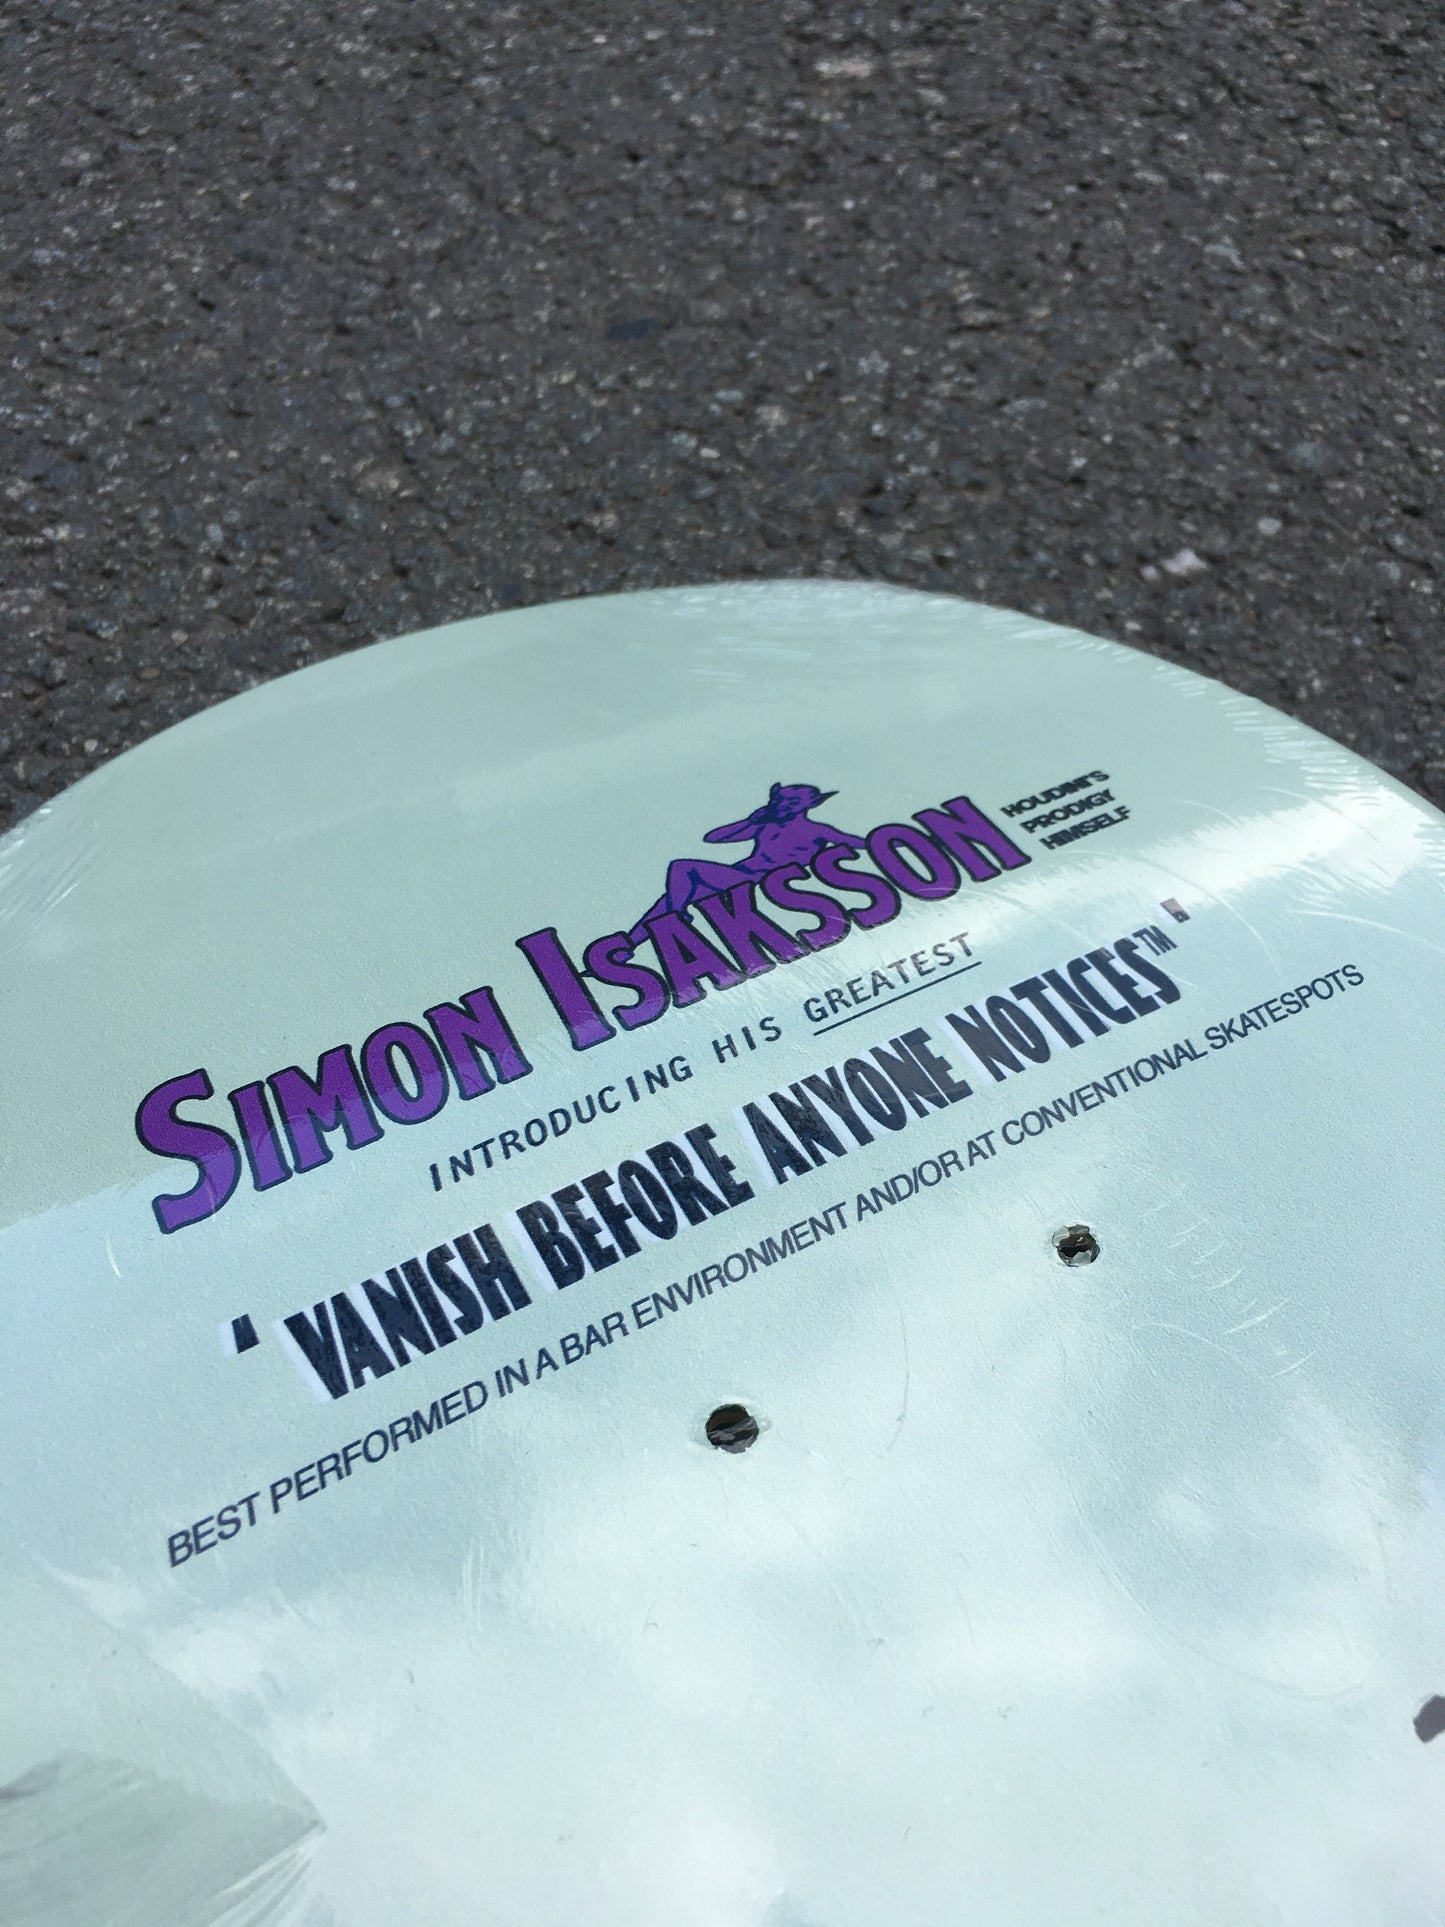 SIMON ISAKSSON
HOUDINI'S
PRODIGY
HIMSELF
INTRODUCING HIS GREATEST
"VANISH BEFORE ANYONE NOTICES™"
BEST PERFORMED IN A BAR ENVIRONMENT AND/OR AT CONVENTIONAL SKATESPOTS